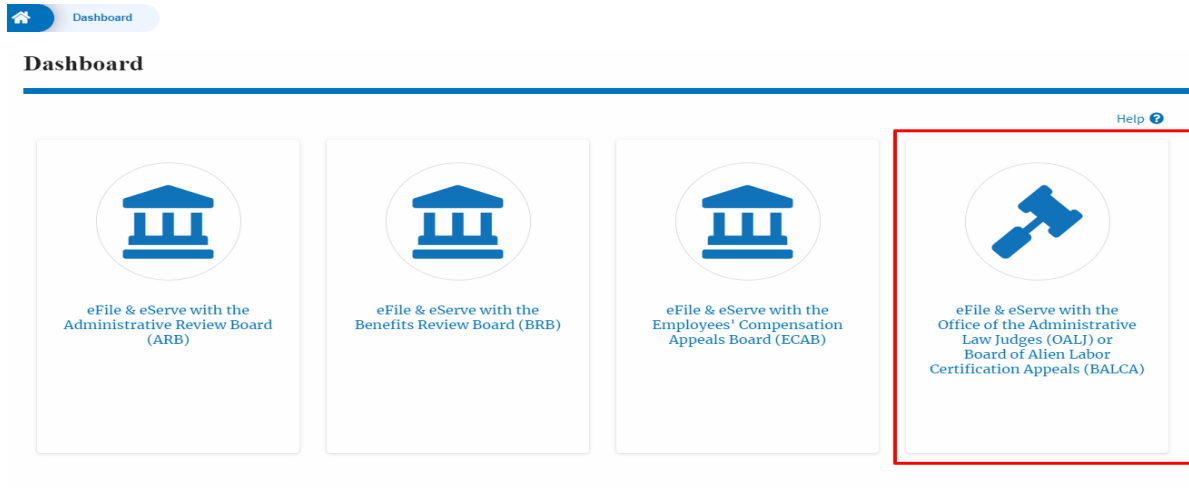 Dashboard
Dashboard
Help
eFile & eServe with the
Administrative Review Board
(ARB)
eFile & eServe with the
Benefits Review Board (BRB)
eFile & eServe with the
Employees' Compensation
Appeals Board (ECAB)
eFile & eServe with the
Office of the Administrative
Law Judges (OALJ) or
Board of Alien Labor
Certification Appeals (BALCA)